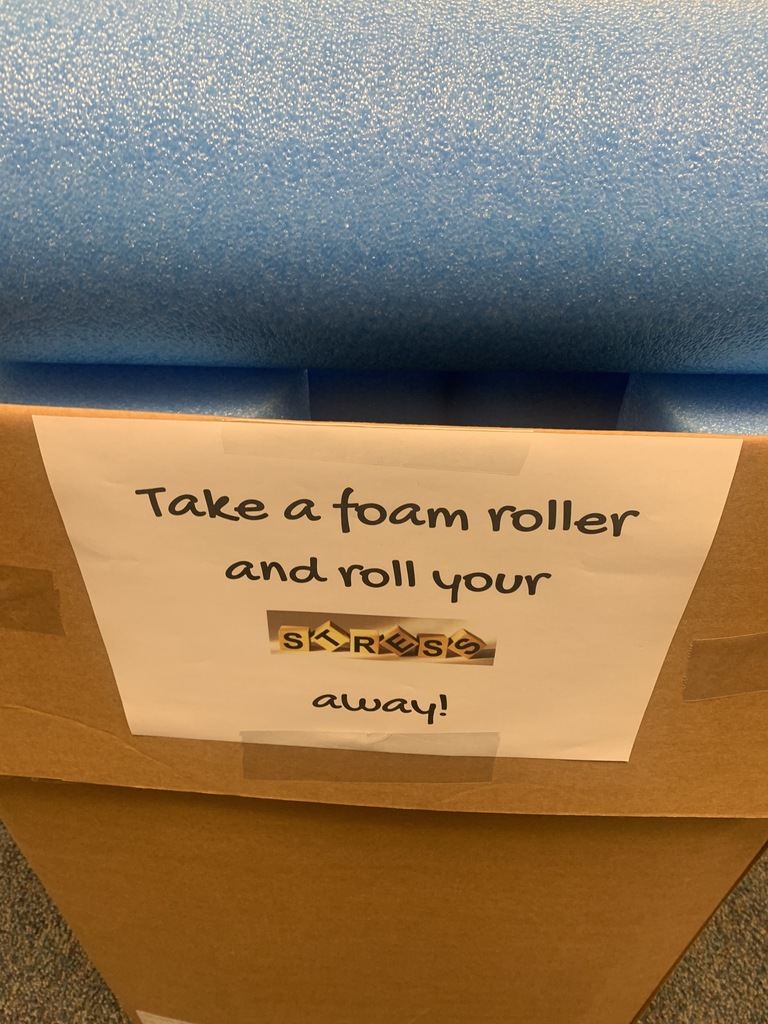 Take a foam roller
and roll your
STRESS
away!